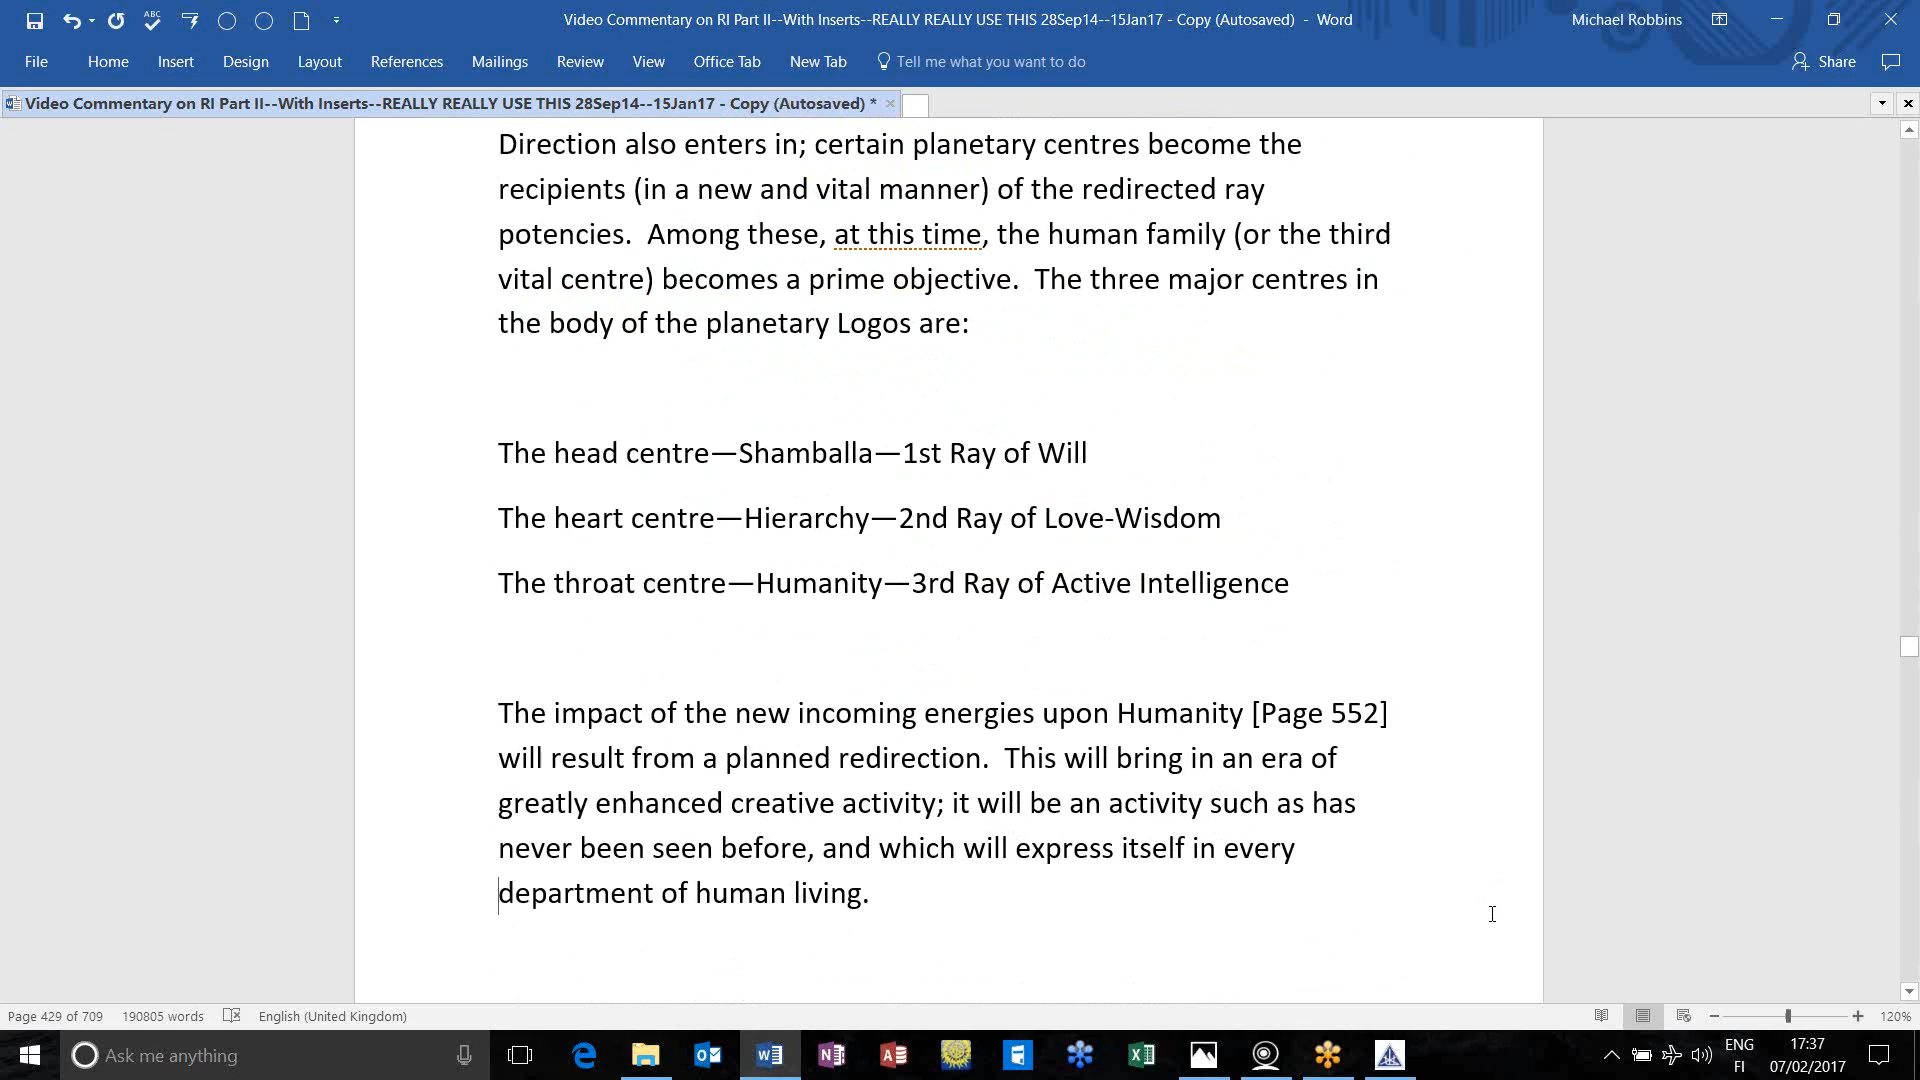 Video Commentary on RI Part II--With Inserts--REALLY REALLY USE THIS 28Sep14--15Jan17 - Copy (Autosaved) - Word
Michael Robbins
File Home Insert Design Layout References Mailings Review View Office Tab New Tab Tell me what you want to do Share
Video Commentary on RI Part II--With Inserts--REALLY REALLY USE THIS 28Sep14--15Jan17 - Copy (Autosaved) *
Direction also enters in; certain planetary centres become the
recipients (in a new and vital manner) of the redirected ray
potencies.  Among these, at this time, the human family (or the third
vital centre) becomes a prime objective.  The three major centres in
the body of the planetary Logos are:
The head centre—Shamballa—1st Ray of Will
The heart centre—Hierarchy—2nd Ray of Love-Wisdom
The throat centre—Humanity—3rd Ray of Active Intelligence
The impact of the new incoming energies upon Humanity [Page 552]
will result from a planned redirection.  This will bring in an era of
greatly enhanced creative activity; it will be an activity such as has
never been seen before, and which will express itself in every
department of human living.
Page 429 of 709 190805 words English (United Kingdom) 120%
Ask me anything
ENG
FI
17:37
07/02/2017